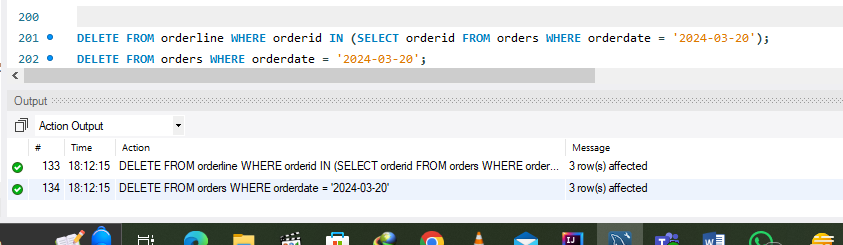 200
201 DELETE FROM orderline WHERE orderid IN (SELECT orderid FROM orders WHERE orderdate = '2024-03-20');
202 DELETE FROM orders WHERE orderdate = '2024-03-20';
Output
Action Output
# Time Action Message
133 18:12:15 DELETE FROM orderline WHERE orderid IN (SELECT orderid FROM orders WHERE order... 3 row(s) affected
134 18:12:15 DELETE FROM orders WHERE orderdate = '2024-03-20' 3 row(s) affected
IJ
W